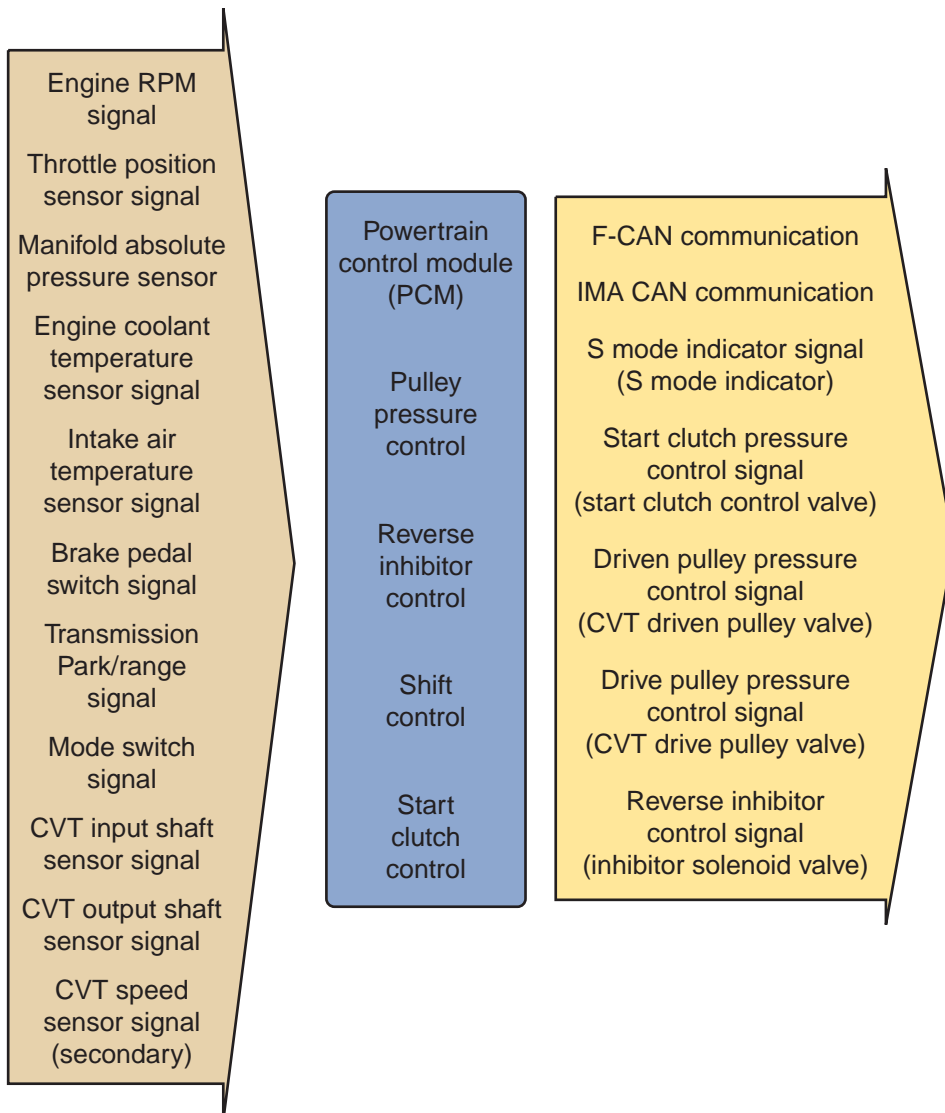 Engine RPM
signal
Throttle position
sensor signal
Manifold absolute
pressure sensor
Engine coolant
temperature
sensor signal
Intake air
temperature
sensor signal
Brake pedal
switch signal
Transmission
Park/range
signal
Mode switch
signal
CVT input shaft
sensor signal
CVT output shaft
sensor signal
CVT speed
sensor signal
(secondary)
Powertrain
control module
(PCM)
Pulley
pressure
control
Reverse
inhibitor
control
Shift
control
Start
clutch
control
F-CAN communication
IMA CAN communication
S mode indicator signal
(S mode indicator)
Start clutch pressure
control signal
(start clutch control valve)
Driven pulley pressure
control signal
(CVT driven pulley valve)
Drive pulley pressure
control signal
(CVT drive pulley valve)
Reverse inhibitor
control signal
(inhibitor solenoid valve)